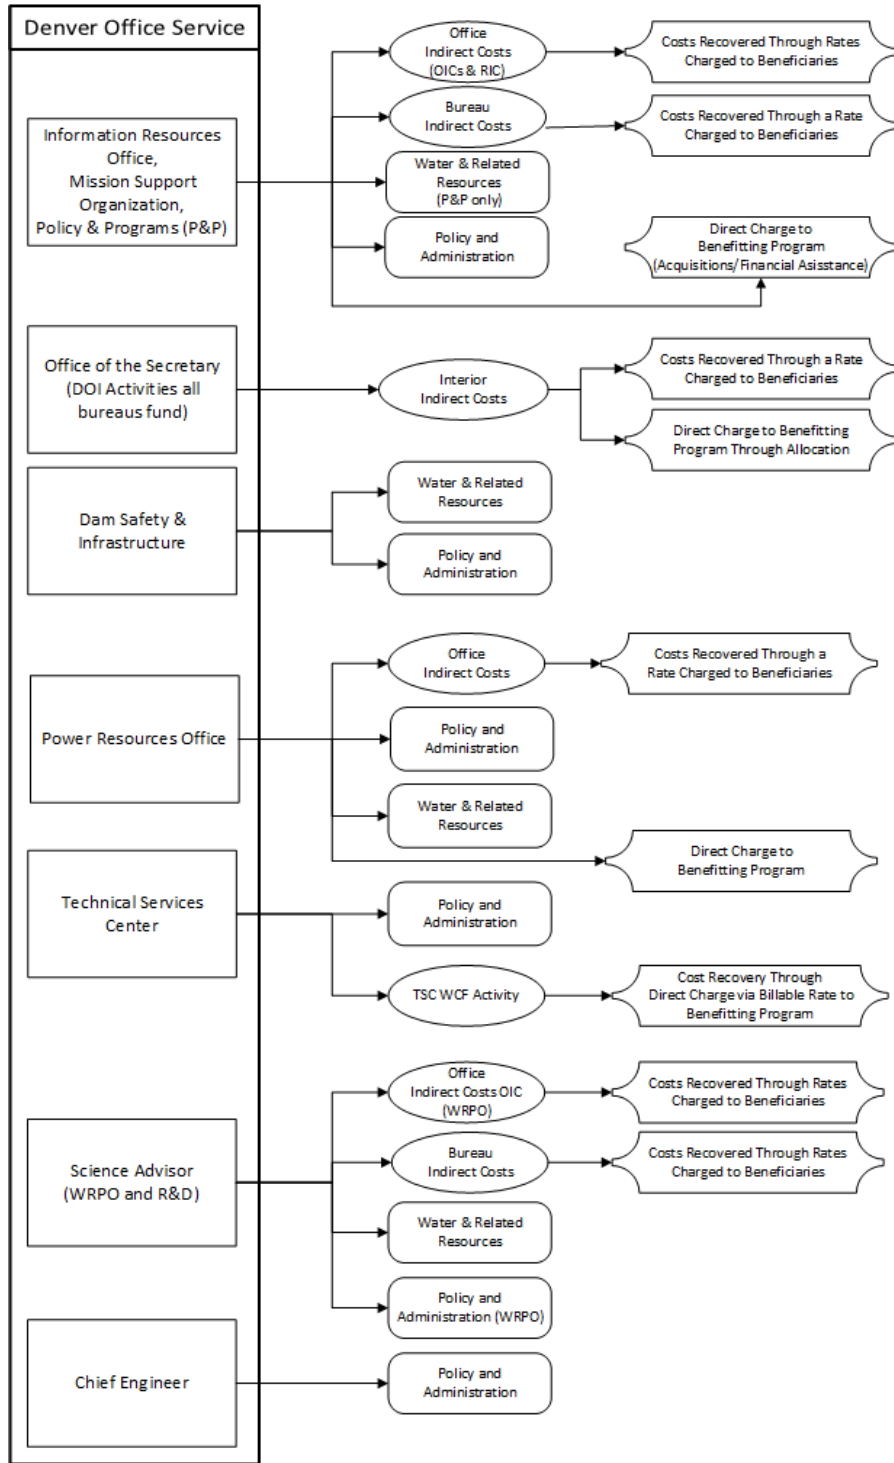 Denver Office Service
Information Resources
Office,
Mission Support
Organization,
Policy & Programs (P&P)
Office
Indirect Costs
(OICs & RIC)
Costs Recovered Through Rates
Charged to Beneficiaries
Bureau
Indirect Costs
Costs Recovered Through a Rate
Charged to Beneficiaries
Water & Related
Resources
(P&P only)
Policy and
Administration
Direct Charge to
Benefitting Program
(Acquisitions/Financial Asisstance)
Office of the Secretary
(DOI Activities all
bureaus fund)
Interior
Indirect Costs
Costs Recovered Through a Rate
Charged to Beneficiaries
Direct Charge to Benefitting
Program Through Allocation
Dam Safety &
Infrastructure
Water & Related
Resources
Policy and
Administration
Power Resources Office
Office
Indirect Costs
Costs Recovered Through a
Rate Charged to Beneficiaries
Policy and
Administration
Water & Related
Resources
Direct Charge to
Benefitting Program
Technical Services
Center
Policy and
Administration
TSC WCF Activity
Cost Recovery Through
Direct Charge via Billable Rate to
Benefitting Program
Science Advisor
(WRPO and R&D)
Office
Indirect Costs OIC
(WRPO)
Costs Recovered Through Rates
Charged to Beneficiaries
Bureau
Indirect Costs
Costs Recovered Through Rates
Charged to Beneficiaries
Water & Related
Resources
Policy and
Administration (WRPO)
Chief Engineer
Policy and
Administration